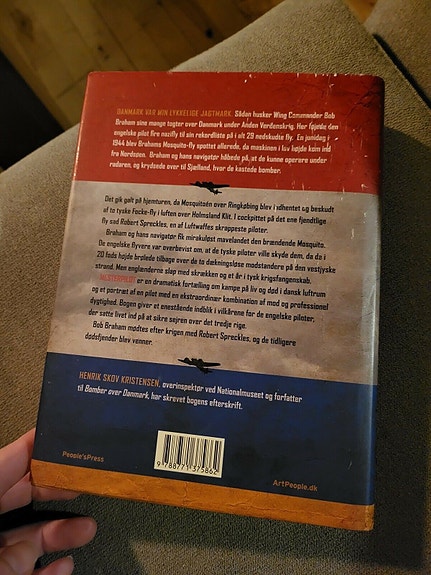 DANMARK VAR MIN LYKKELIGE JAGTMARK. Sådan husker Wing Commander Bob
Braham sine mange togter over Danmark under Anden Verdenskrig. Her føjede den
engelske pilot fire nazifly til sin rekordliste på i alt 29 nedskudte fly. En junidag i
1944 blev Brahams Mosquito-fly spottet allerede, da maskinen i lav højde kom ind
fra Nordsøen. Braham og hans navigatør håbede på, at de kunne operere under
radaren, og krydsede over til Sjælland, hvor de kastede bomber.
Det gik galt på hjemturen, da Mosquitoen over Ringkøbing blev indhentet og beskudt
af to tyske Focke-fly i luften over Holmsland Klit. I cockpittet på det ene fjendtlige
fly sad Robert Spreckles, en af Luftwaffes skrappeste piloter.
Braham og hans navigatør fik mirakuløst mavelandet den brændende Mosquito.
De engelske flyvere var overbevist om, at de tyske piloter ville skyde dem, da de i
20 fods højde brølede tilbage over de to dækningsløse modstandere på den vestjyske
strand. Men englænderne slap med skrækken og et år i tysk krigsfangenskab.
MESTERPILOT er en dramatisk fortælling om kampe på liv og død i dansk luftrum
og et portræt af en pilot med en ekstraordinær kombination af mod og professionel
dygtighed. Bogen giver et enestående indblik i vilkårene for de engelske piloter,
der satte livet ind på at sikre sejren over det tredje rige.
Bob Braham mødtes efter krigen med Robert Spreckles, og de tidligere
dødsfjender blev venner.
HENRIK SKOV KRISTENSEN, overinspektør ved Nationalmuseet og forfatter
til Bomber over Danmark, har skrevet bogens efterskrift.
9 788771 375862
People'sPress
ArtPeople.dk